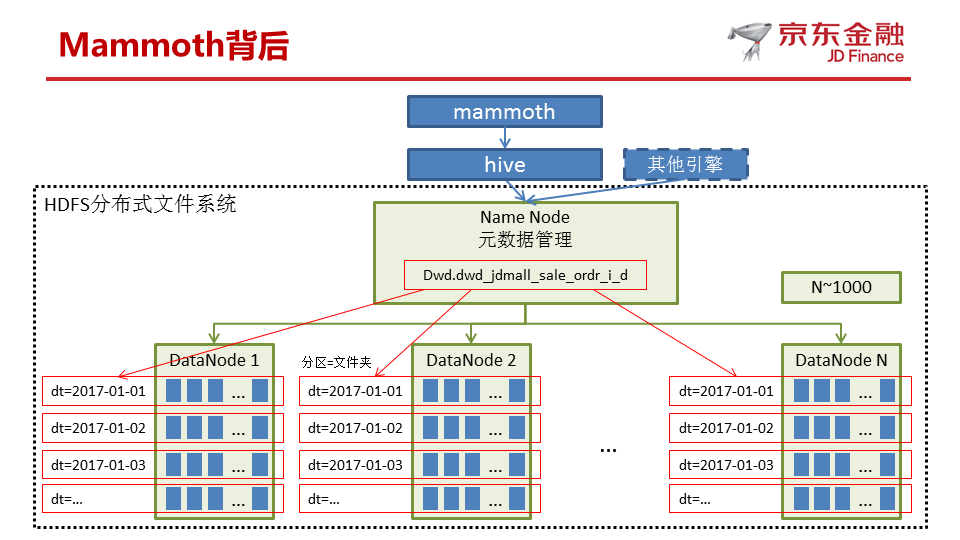 Mammoth背后
京东金融
JD Finance
mammoth
hive
其他引擎
HDFS分布式文件系统
Name Node
元数据管理
Dwd.dwd_jdmall_sale_ordr_i_d
N~1000
DataNode 1
分区=文件夹
DataNode 2
DataNode N
dt=2017-01-01
...
dt=2017-01-01
...
dt=2017-01-01
...
dt=2017-01-02
...
dt=2017-01-02
...
dt=2017-01-02
...
...
dt=2017-01-03
...
dt=2017-01-03
...
dt=2017-01-03
...
dt=...
...
dt=...
...
dt=...
...